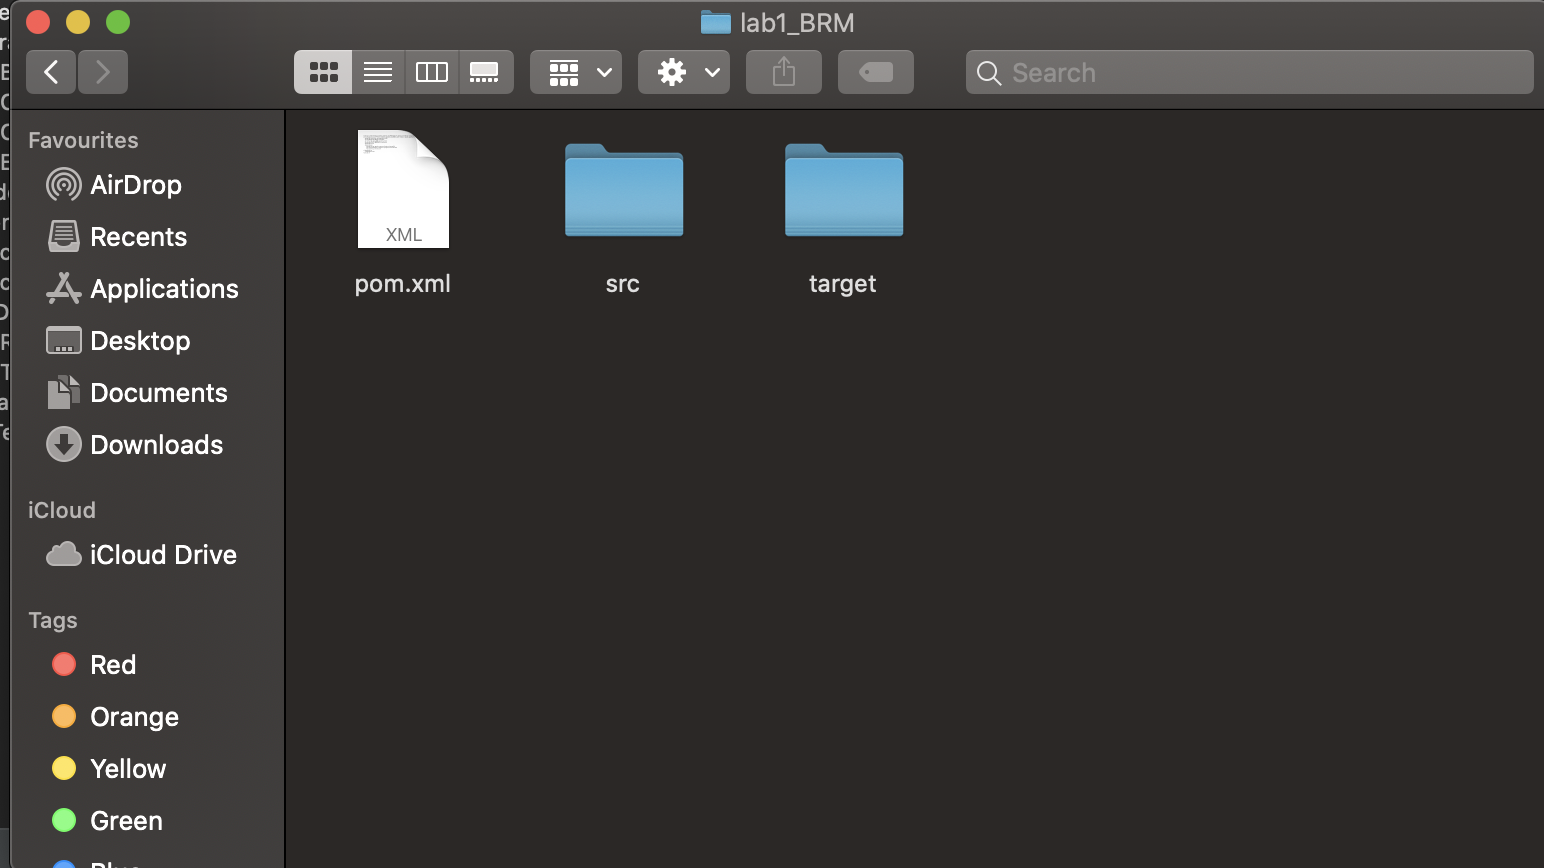 lab1_BRM
Search
Favourites
AirDrop
Recents
Applications
Desktop
Documents
Downloads
iCloud
iCloud Drive
Tags
Red
Orange
Yellow
Green
XML
pom.xml
src
target